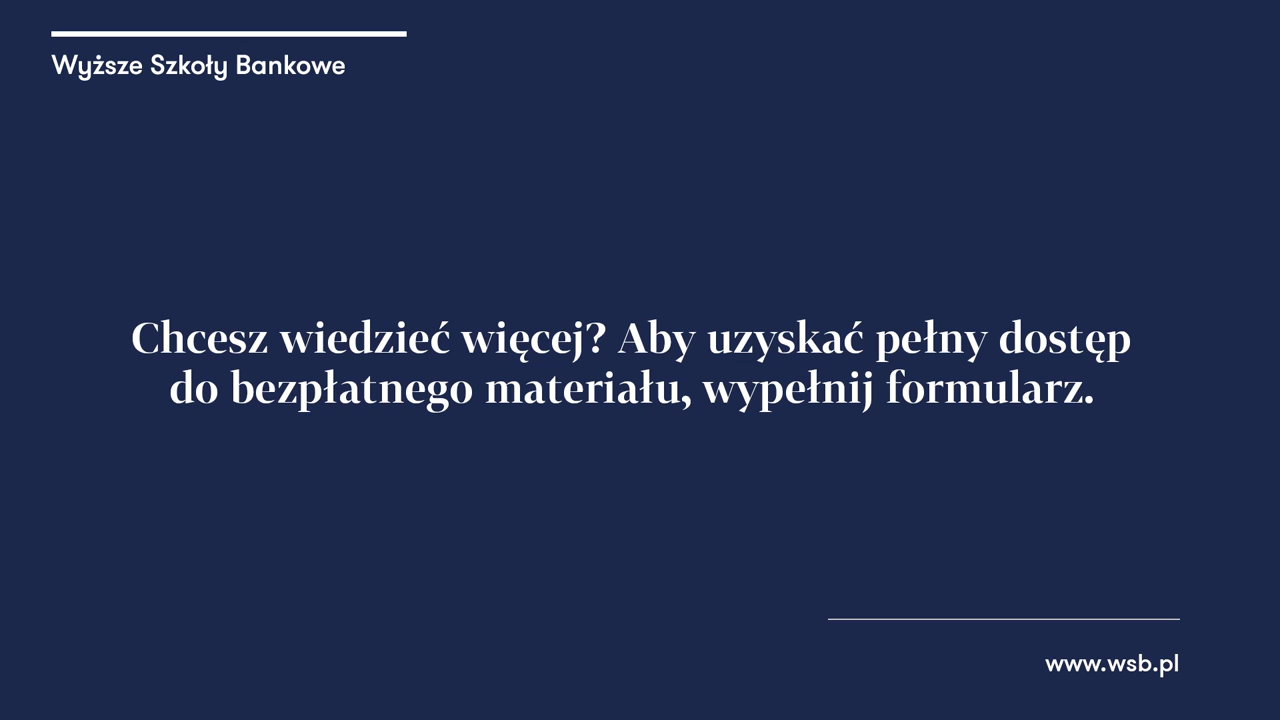 Wyższe Szkoły Bankowe
Chcesz wiedzieć więcej? Aby uzyskać pełny dostęp
do bezpłatnego materiału, wypełnij formularz.
www.wsb.pl